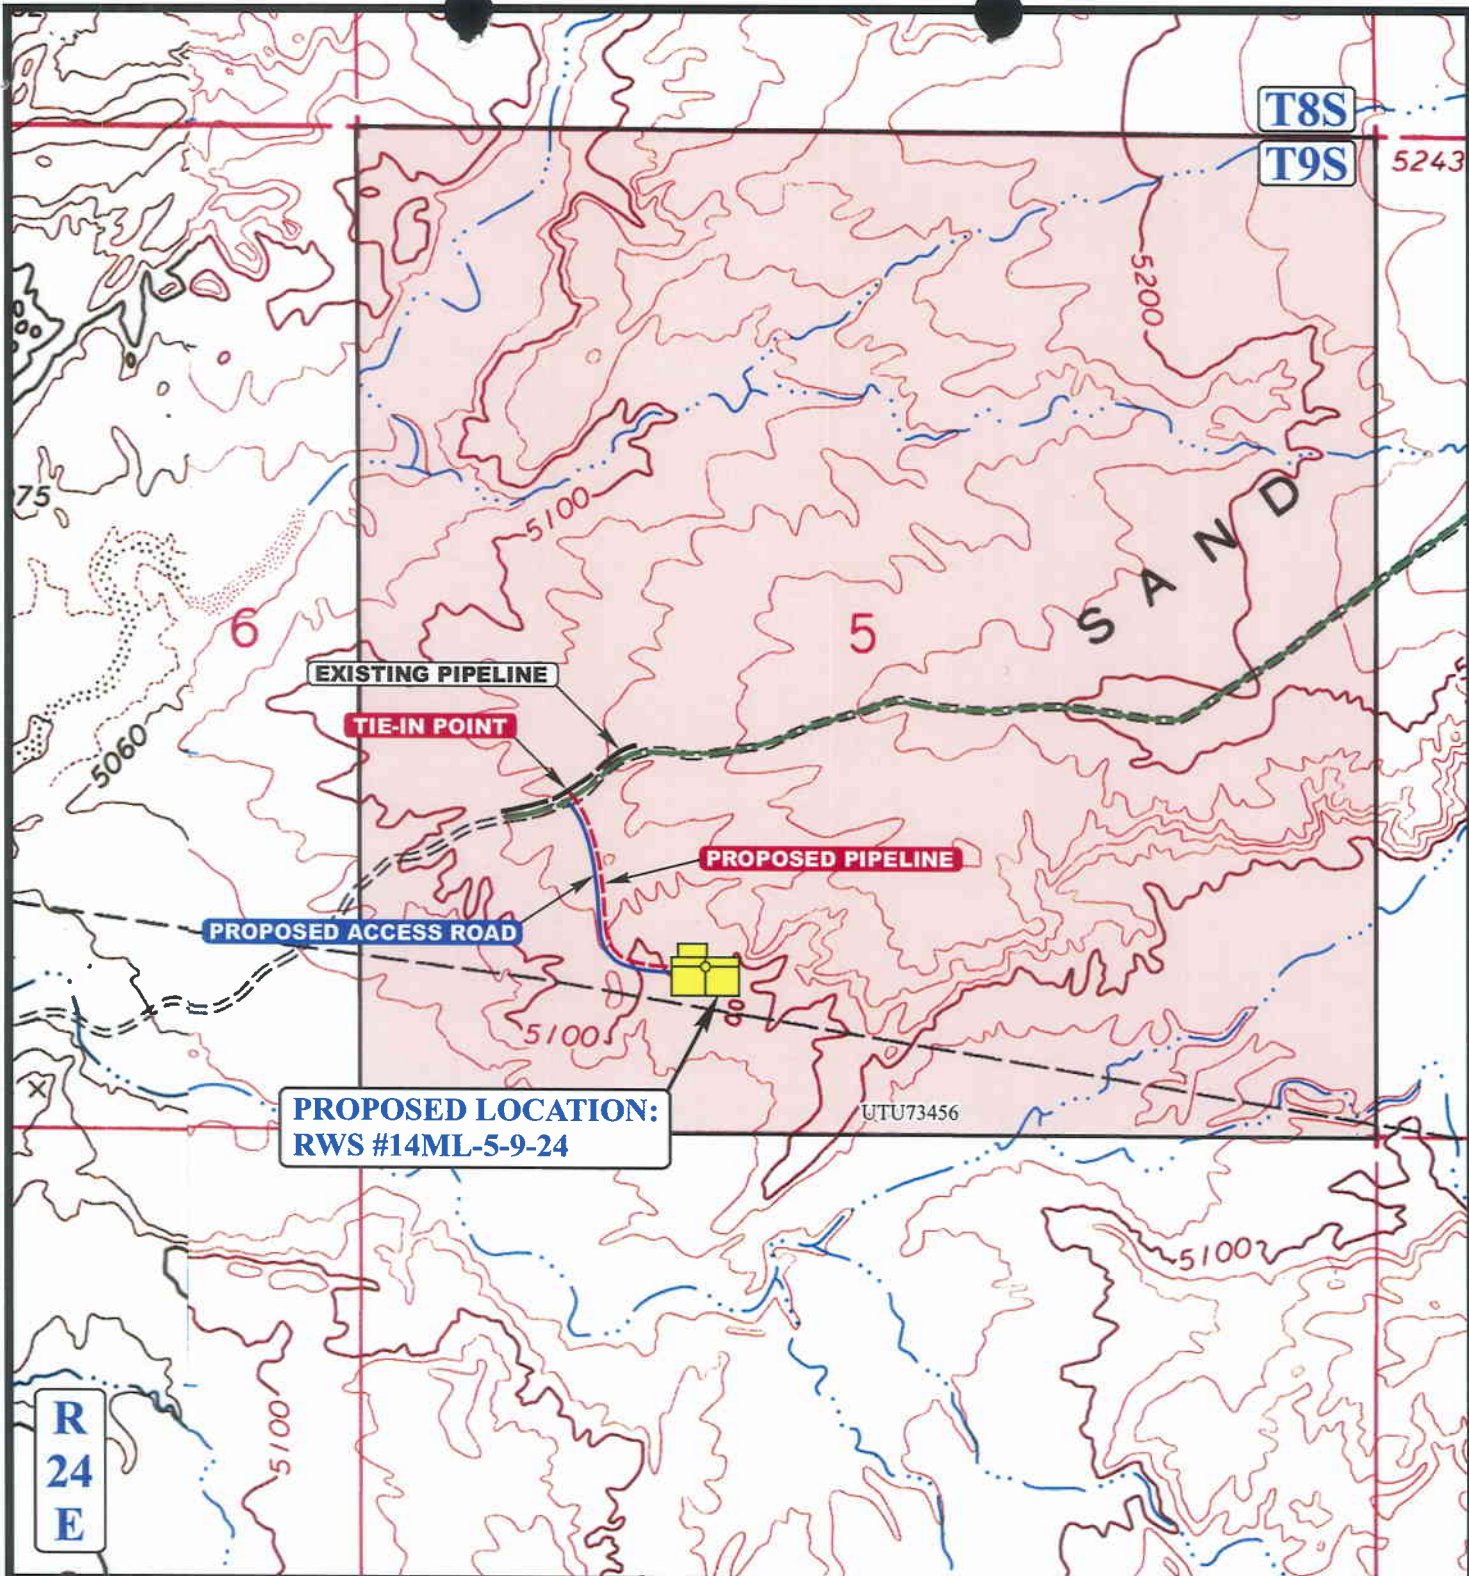 T8S
T9S
5243
5200
75
5100
SAND
6
5
EXISTING PIPELINE
TIE-IN POINT
5060
PROPOSED PIPELINE
PROPOSED ACCESS ROAD
5100
PROPOSED LOCATION:
RWS #14ML-5-9-24
UTU73456
5100
5100
R
24
E